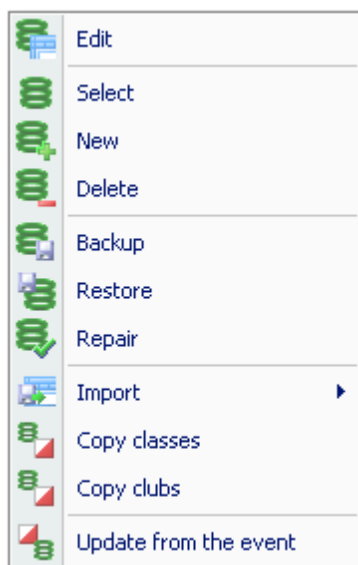 Edit
Select
New
Delete
Backup
Restore
Repair
Import
Copy classes
Copy clubs
Update from the event